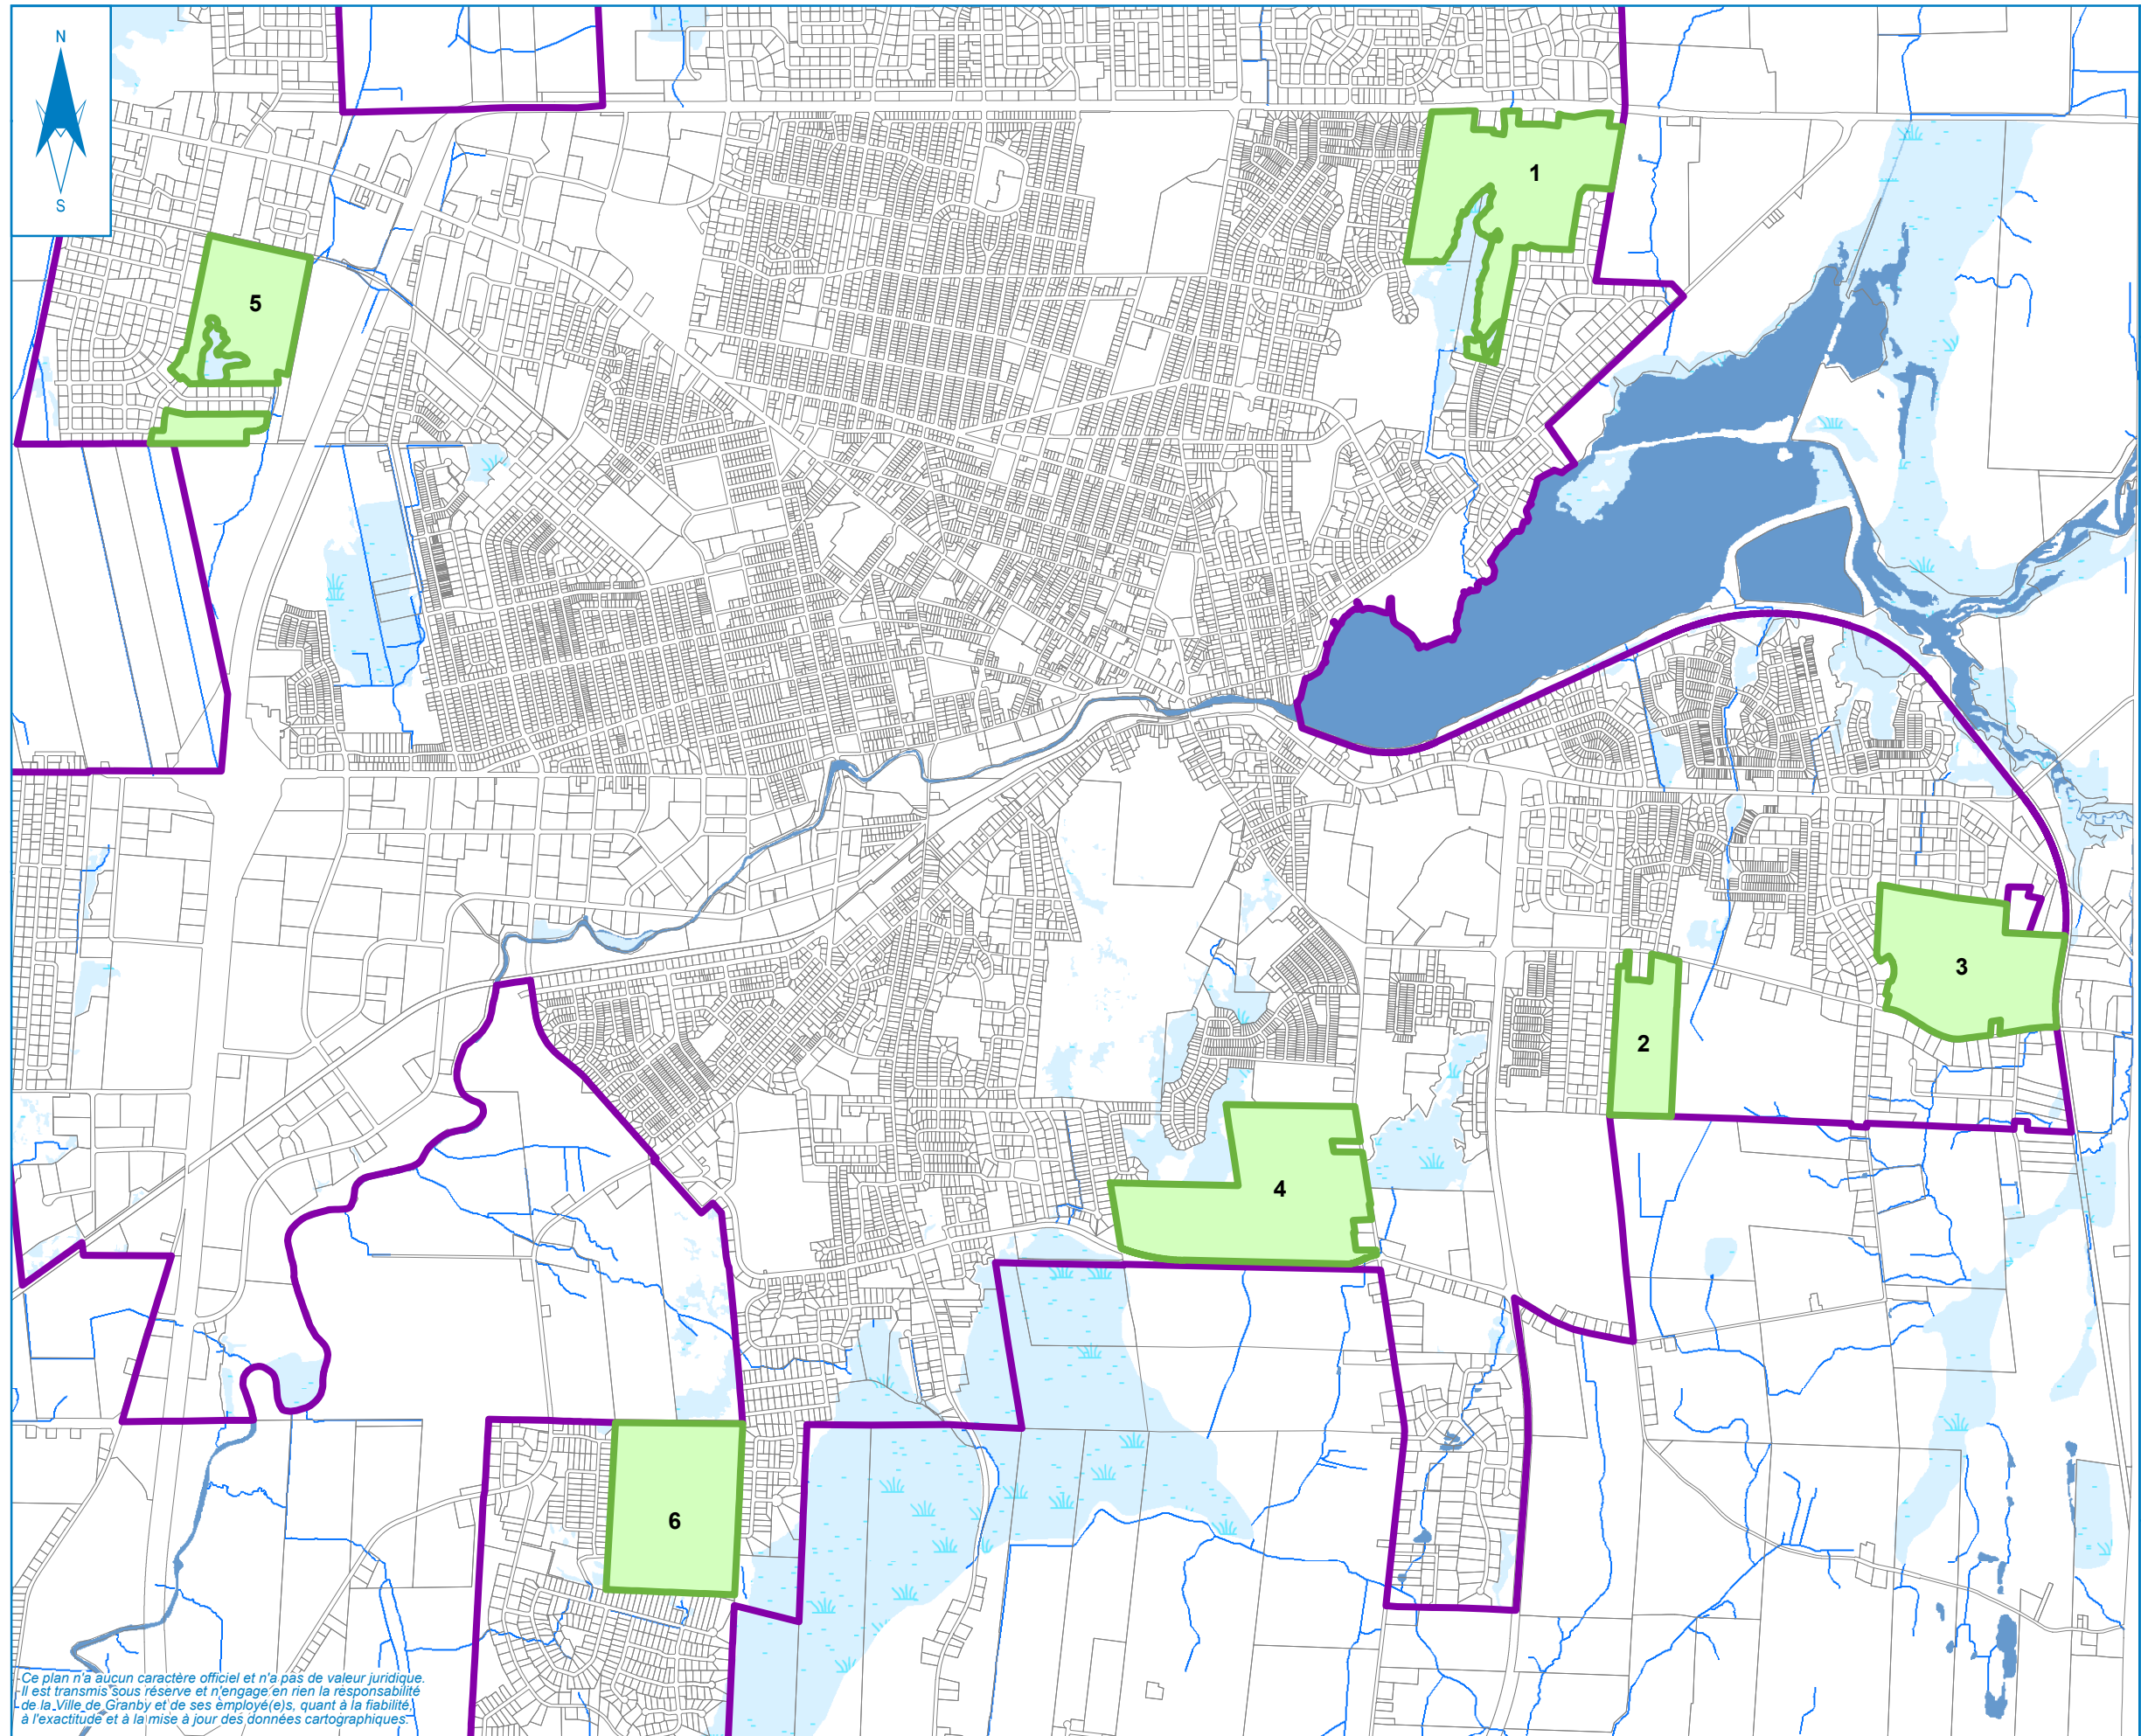 N
S
1
5
3
2
4
6
Ce plan n'a aucun caractère officiel et n'a pas de valeur juridique.
Il est transmis sous réserve et n'engage en rien la responsabilité
de la Ville de Granby et de ses employé(e)s, quant à la fiabilité,
à l'exactitude et à la mise à jour des données cartographiques.